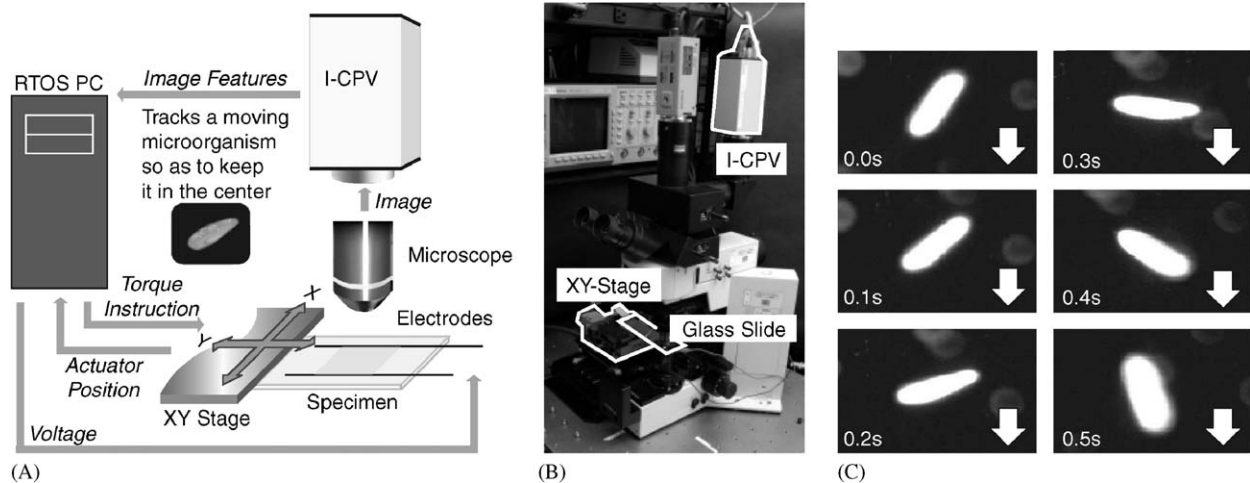 RTOS PC
Image Features
I-CPV
Tracks a moving
microorganism
so as to keep
it in the center
Image
Microscope
Torque
Instruction
X
Y
Electrodes
Actuator
Position
XY Stage
Specimen
Voltage
(A)
I-CPV
XY-Stage
Glass Slide
(B)
0.0s
0.3s
0.1s
0.4s
0.2s
0.5s
(C)